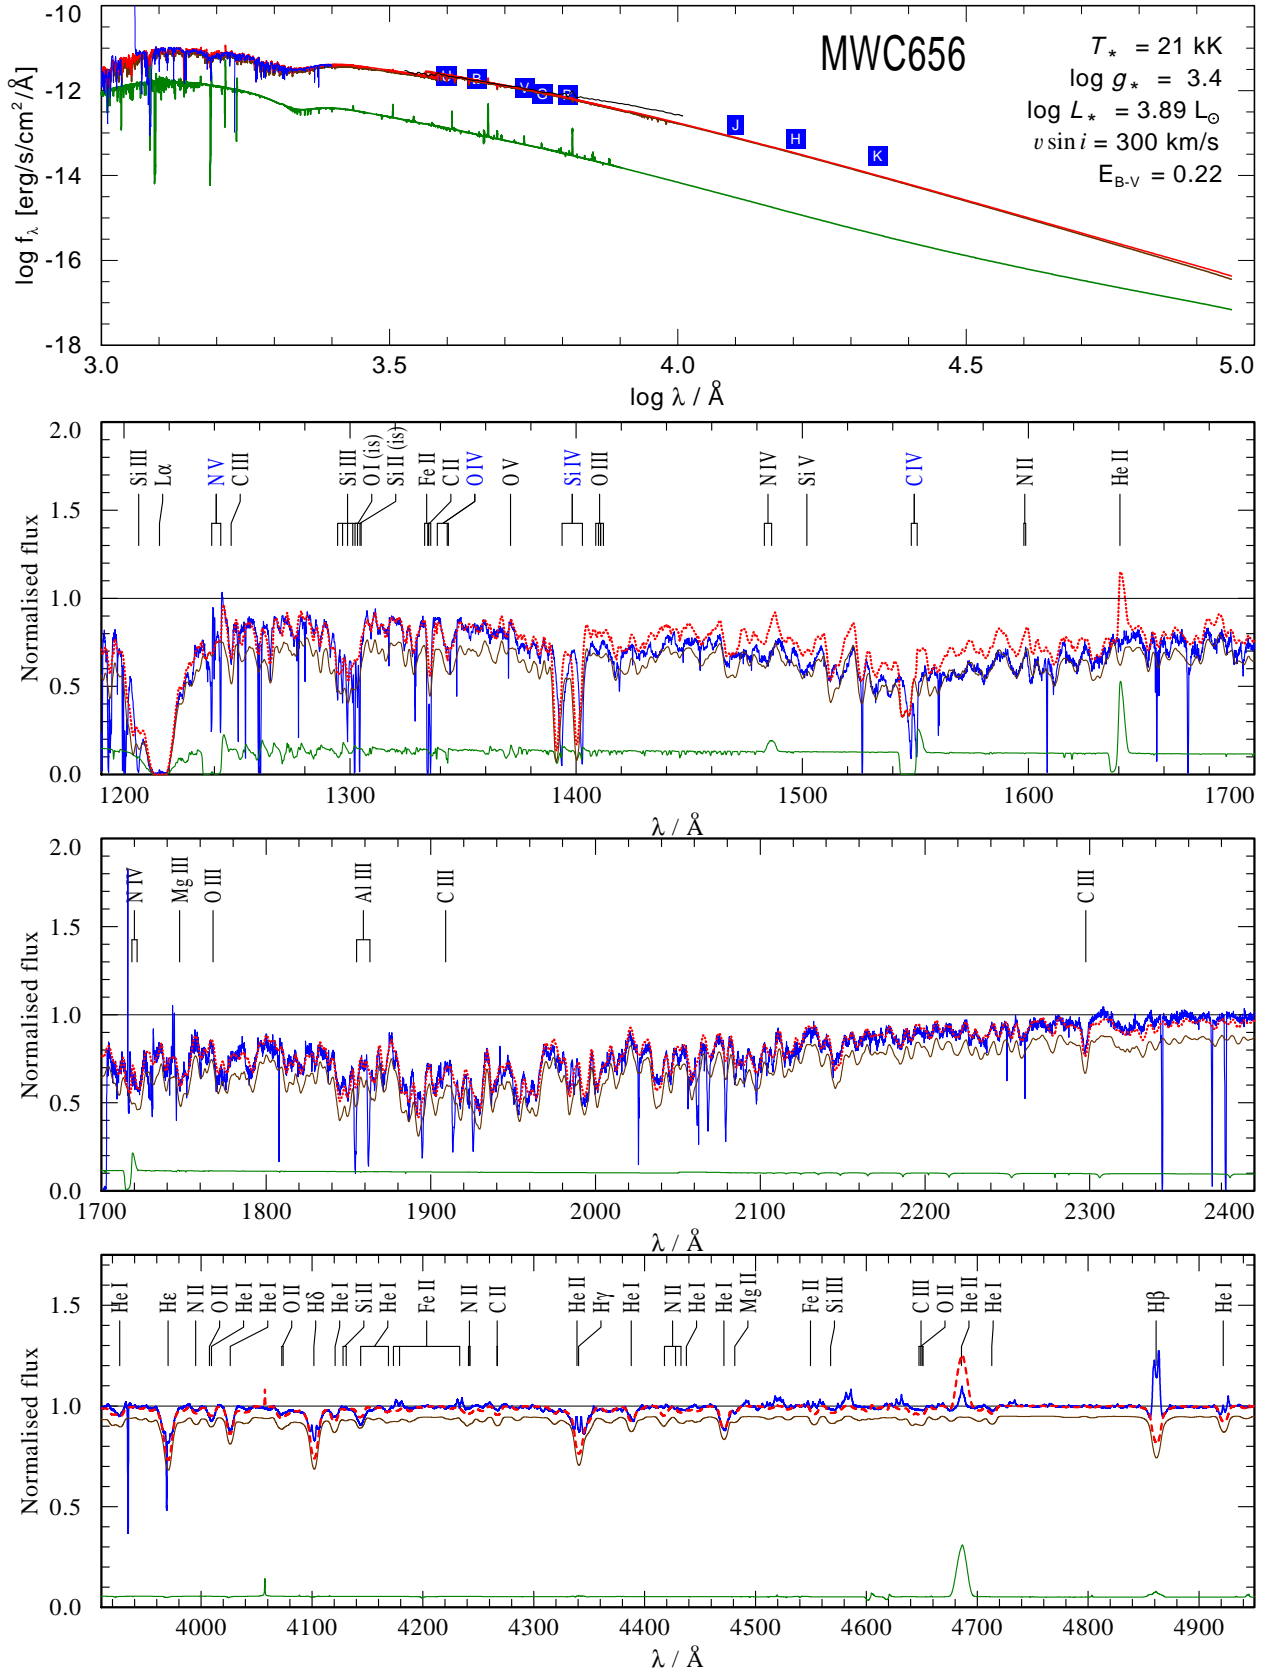 MWC656
T* = 21 kK
log g* = 3.4
log L* = 3.89 L☉
v sin i = 300 km/s
E_B-V = 0.22
log f_λ [erg/s/cm²/Å]
-10
-12
-14
-16
-18
B
J
H
K
3.0 3.5 4.0 4.5 5.0
log λ / Å
Normalised flux
2.0
1.5
1.0
0.5
0.0
Si III Lα N V C III Si III O I (is) Si II (is) Fe II C II O IV O V Si IV O III N IV Si V C IV N II He II
1200 1300 1400 1500 1600 1700
λ / Å
Normalised flux
2.0
1.5
1.0
0.5
0.0
N IV Mg III O III Al III C III C III
1700 1800 1900 2000 2100 2200 2300 2400
λ / Å
Normalised flux
1.5
1.0
0.5
0.0
He I Hε N II O II He I He I O II Hδ He I Si II He I Fe II N II C II He II Hγ He I N II He I He I Mg II Fe II Si III C III O II He II He I Hβ He I
4000 4100 4200 4300 4400 4500 4600 4700 4800 4900
λ / Å